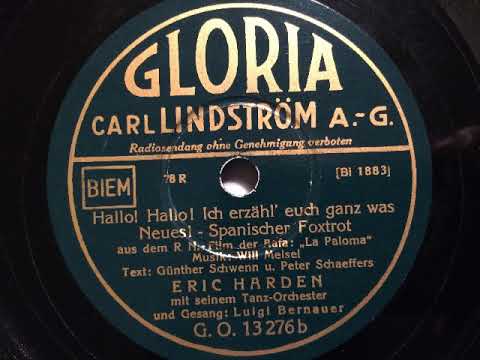 GLORIA
CARL LINDSTRÖM A.-G.
Radiosendung ohne Genehmigung verboten
BIEM
78 R
[Bi 1883]
Hallo! Hallo! Ich erzähl' euch ganz was
Neues! - Spanischer Foxtrot
aus dem R. N.-Film der Rota: „La Paloma"
Musik: Will Meisel
Text: Günther Schwenn u. Peter Schaeffers
ERIC HARDEN
mit seinem Tanz-Orchester
und Gesang: Luigi Bernauer
G. O. 13276 b